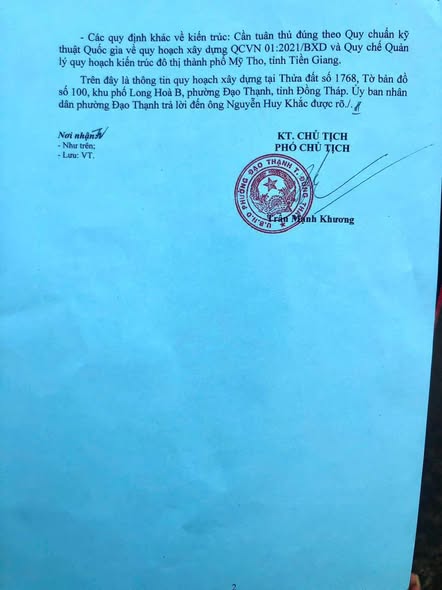 - Các quy định khác về kiến trúc: Cần tuân thủ đúng theo Quy chuẩn kỹ
thuật Quốc gia về quy hoạch xây dựng QCVN 01:2021/BXD và Quy chế Quản
lý quy hoạch kiến trúc đô thị thành phố Mỹ Tho, tỉnh Tiền Giang.
Trên đây là thông tin quy hoạch xây dựng tại Thửa đất số 1768, Tờ bản đồ
số 100, khu phố Long Hoà B, phường Đạo Thạnh, tỉnh Đồng Tháp. Ủy ban nhân
dân phường Đạo Thạnh trả lời đến ông Nguyễn Huy Khắc được rõ./.
Nơi nhận:
- Như trên;
- Lưu: VT.
KT. CHỦ TỊCH
PHÓ CHỦ TỊCH
U.B.N.D PHƯỜNG ĐẠO THẠNH T. ĐỒNG THÁP
Trần Mạnh Khương
2